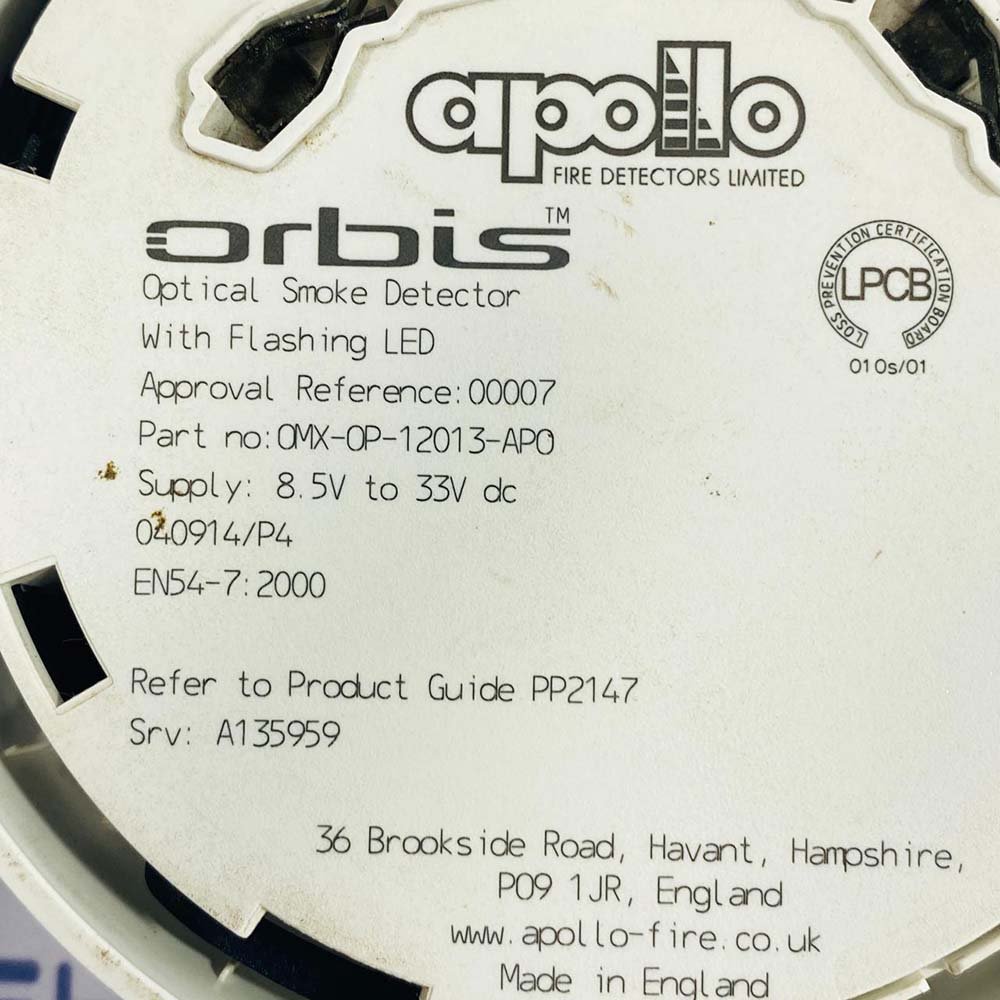 apollo
FIRE DETECTORS LIMITED
orbis™
Optical Smoke Detector
With Flashing LED
Approval Reference:00007
Part no:OMX-OP-12013-APO
Supply: 8.5V to 33V dc
040914/P4
EN54-7:2000
LOSS PREVENTION CERTIFICATION BOARD
LPCB
010s/01
Refer to Product Guide PP2147
Srv: A135959
36 Brookside Road, Havant, Hampshire,
PO9 1JR, England
www.apollo-fire.co.uk
Made in England